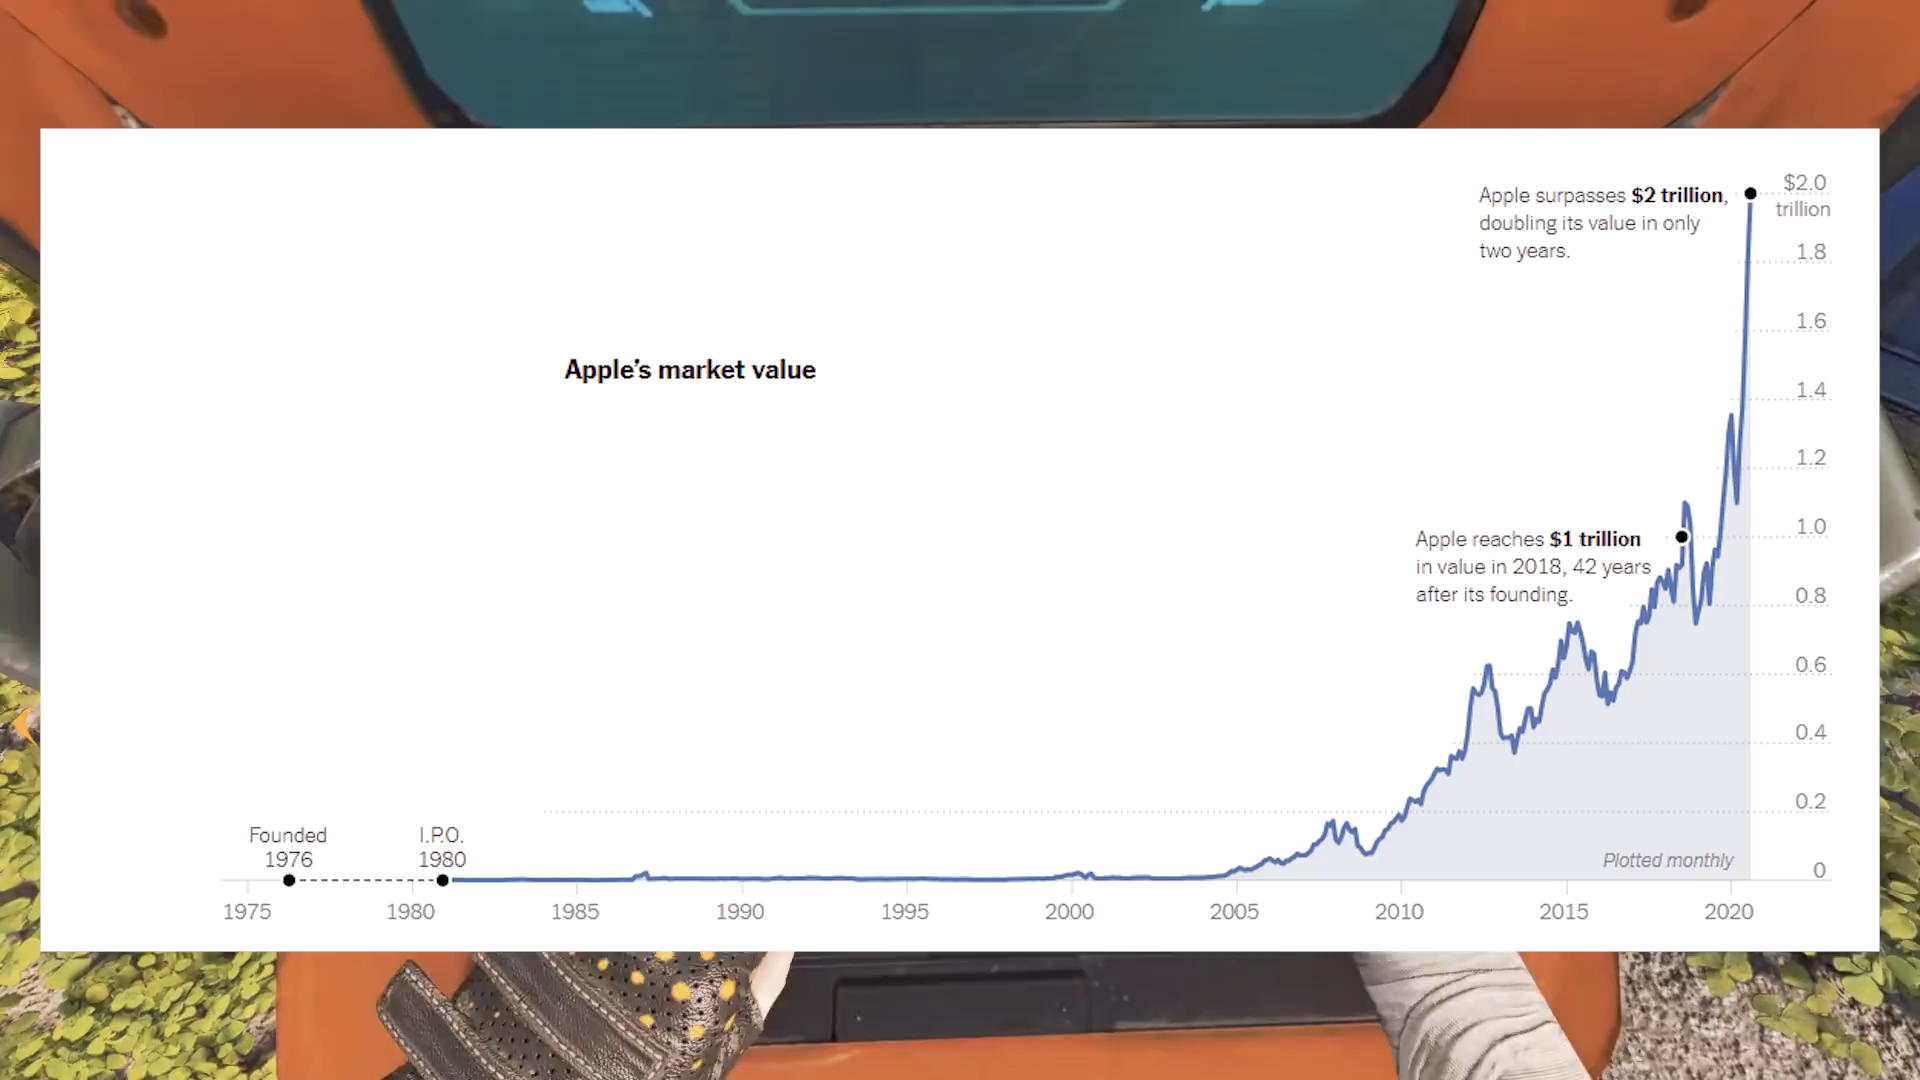 Apple surpasses $2 trillion,
doubling its value in only
two years.
$2.0
trillion
1.8
1.6
Apple's market value
1.4
1.2
1.0
Apple reaches $1 trillion
in value in 2018, 42 years
after its founding.
0.8
0.6
0.4
0.2
Founded
1976
I.P.O.
1980
Plotted monthly
0
1975 1980 1985 1990 1995 2000 2005 2010 2015 2020